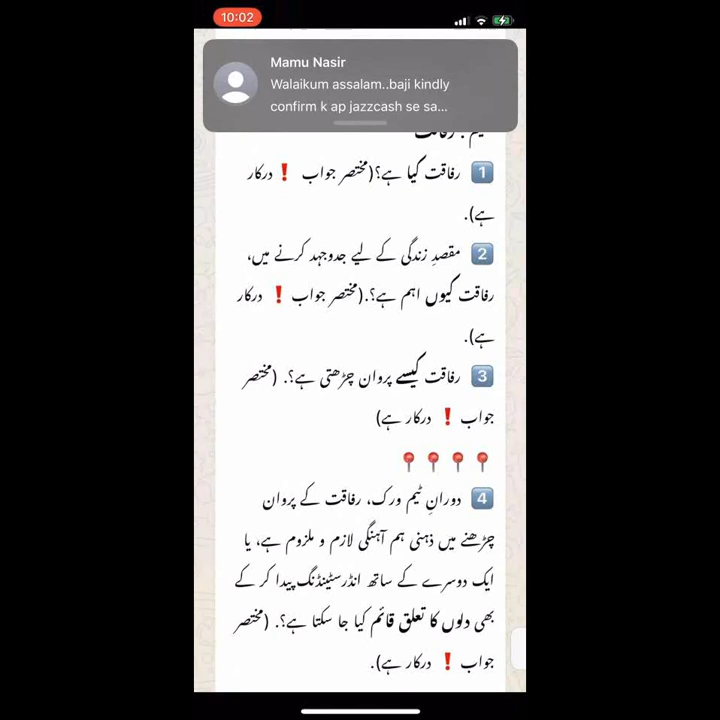 10:02
Mamu Nasir
Walaikum assalam..baji kindly
confirm k ap jazzcash se sa...
1️⃣ رفاقت کیا ہے؟(مختصر جواب ❗ درکار
ہے).
2️⃣ مقصدِ زندگی کے لیے جدوجہد کرنے میں،
رفاقت کیوں اہم ہے؟.(مختصر جواب ❗ درکار
ہے).
3️⃣ رفاقت کیسے پروان چڑھتی ہے؟. (مختصر
جواب ❗ درکار ہے)
📍📍📍📍
4️⃣ دورانِ ٹیم ورک، رفاقت کے پروان
چڑھنے میں ذہنی ہم آہنگی لازم و ملزوم ہے، یا
ایک دوسرے کے ساتھ انڈرسٹینڈنگ پیدا کر کے
بھی دلوں کا تعلق قائم کیا جا سکتا ہے؟. (مختصر
جواب ❗ درکار ہے).